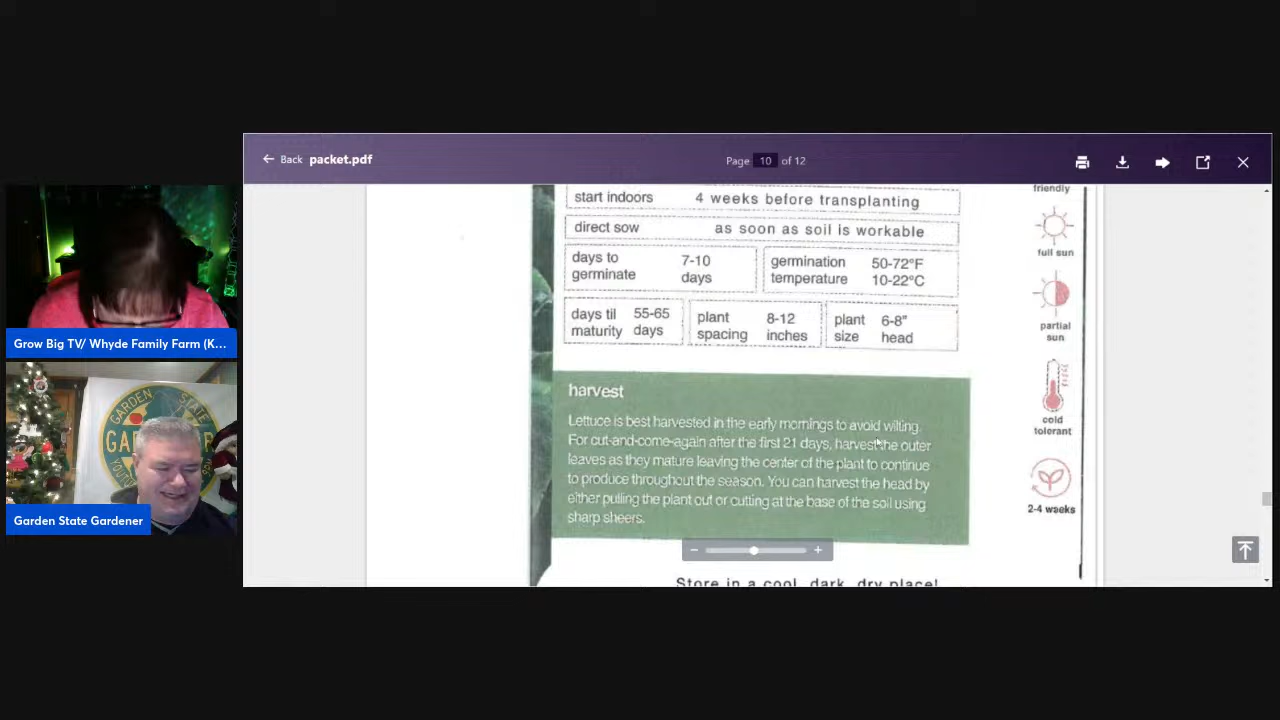 Back packet.pdf
Page 10 of 12
start indoors 4 weeks before transplanting
direct sow as soon as soil is workable
days to germinate 7-10 days
germination temperature 50-72°F 10-22°C
days til maturity 55-65 days
plant spacing 8-12 inches
plant size 6-8" head
friendly
full sun
partial
sun
cold
tolerant
2-4 weeks
harvest
Lettuce is best harvested in the early mornings to avoid wilting.
For cut-and-come-again after the first 21 days, harvest the outer
leaves as they mature leaving the center of the plant to continue
to produce throughout the season. You can harvest the head by
either pulling the plant out or cutting at the base of the soil using
sharp sheers.
Store in a cool, dark, dry place!
Grow Big TV/ Whyde Family Farm (K...
GARDEN STATE
Garden State Gardener